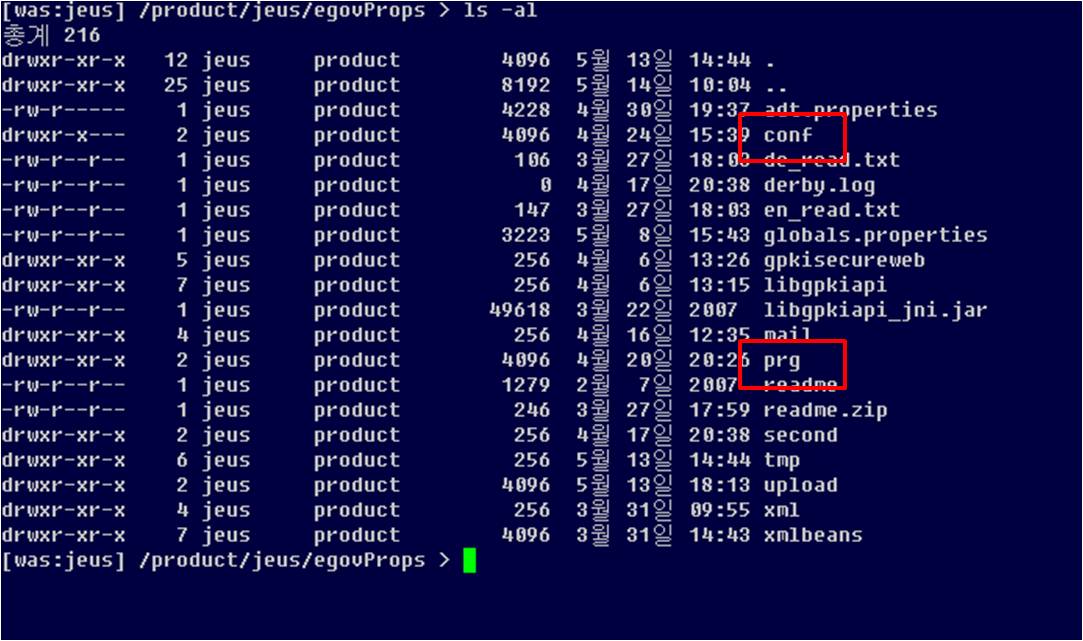 [was:jeus] /product/jeus/egovProps > ls -al
총계 216
drwxr-xr-x 12 jeus product 4096 5월 13일 14:44 .
drwxr-xr-x 25 jeus product 8192 5월 14일 10:04 ..
-rw-r----- 1 jeus product 4228 4월 30일 19:37 adt.properties
drwxr-x--- 2 jeus product 4096 4월 24일 15:39 conf
-rw-r--r-- 1 jeus product 106 3월 27일 18:03 de_read.txt
-rw-r--r-- 1 jeus product 0 4월 17일 20:38 derby.log
-rw-r--r-- 1 jeus product 147 3월 27일 18:03 en_read.txt
-rw-r--r-- 1 jeus product 3223 5월 8일 15:43 globals.properties
drwxr-xr-x 5 jeus product 256 4월 6일 13:26 gpkisecureweb
drwxr-xr-x 7 jeus product 256 4월 6일 13:15 libgpkiapi
-rw-r--r-- 1 jeus product 49618 3월 22일 2007 libgpkiapi_jni.jar
drwxr-xr-x 4 jeus product 256 4월 16일 12:35 mail
drwxr-xr-x 2 jeus product 4096 4월 20일 20:26 prg
-rw-r--r-- 1 jeus product 1279 2월 7일 2007 readme
-rw-r--r-- 1 jeus product 246 3월 27일 17:59 readme.zip
drwxr-xr-x 2 jeus product 256 4월 17일 20:38 second
drwxr-xr-x 6 jeus product 256 5월 13일 14:44 tmp
drwxr-xr-x 2 jeus product 4096 5월 13일 18:13 upload
drwxr-xr-x 4 jeus product 256 3월 31일 09:55 xml
drwxr-xr-x 7 jeus product 4096 3월 31일 14:43 xmlbeans
[was:jeus] /product/jeus/egovProps >